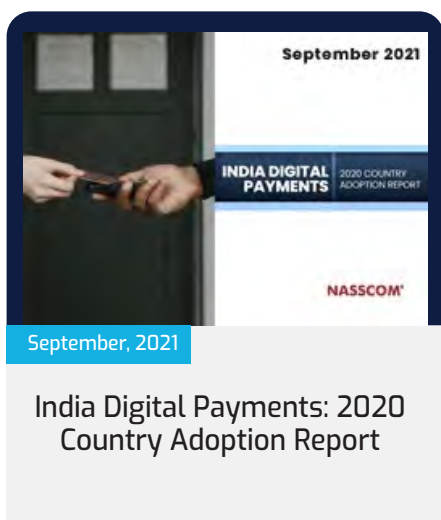 September 2021
INDIA DIGITAL
PAYMENTS
2020 COUNTRY
ADOPTION REPORT
NASSCOM®
September, 2021
India Digital Payments: 2020
Country Adoption Report